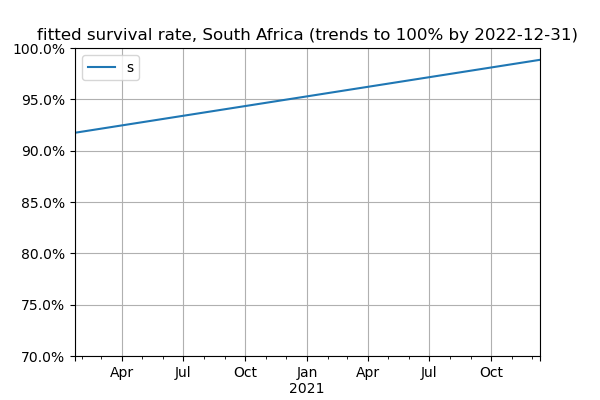 fitted survival rate, South Africa (trends to 100% by 2022-12-31)
100.0%
s
95.0%
90.0%
85.0%
80.0%
75.0%
70.0%
Apr Jul Oct Jan Apr Jul Oct
2021